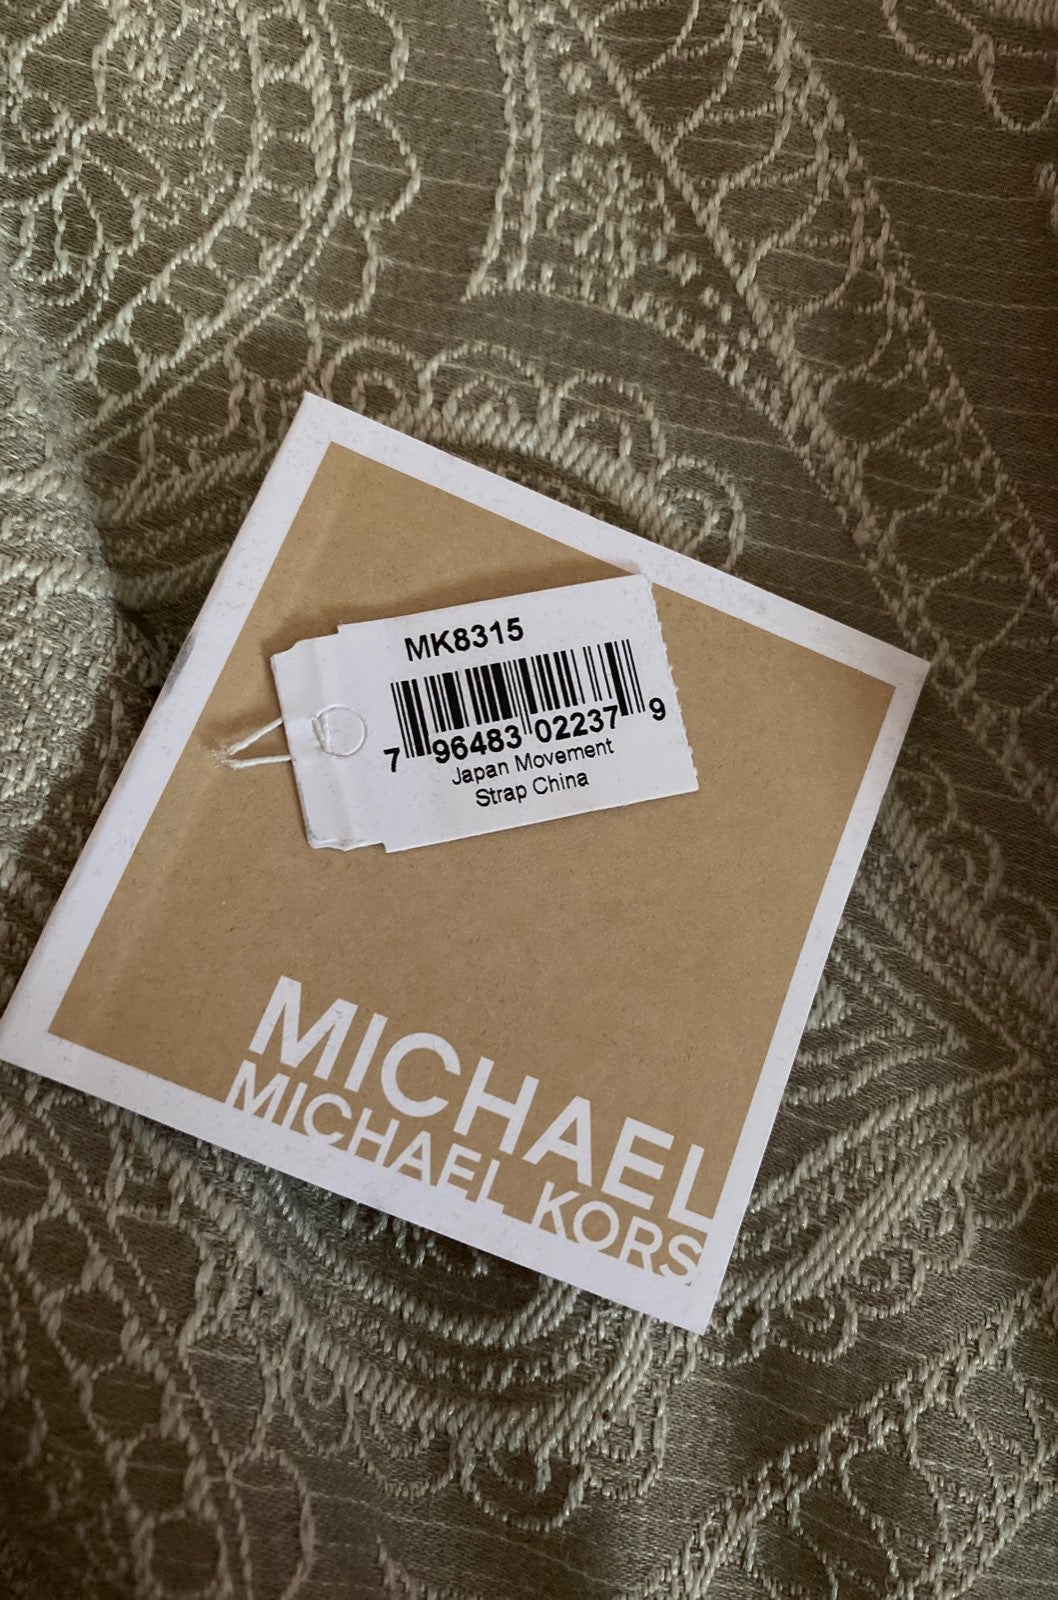 MK8315
7 96483 02237 9
Japan Movement
Strap China
MICHAEL
MICHAEL KORS